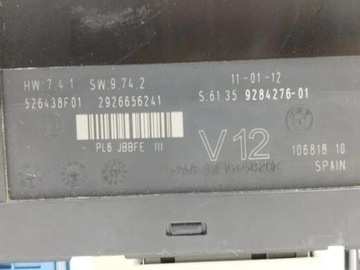 HW:7.4.1 SW:9.74.2
11-01-12
526438F01 2926656241
S:61.35 9284276-01
PL6 JBBFE III
V12
108818 10
SPAIN